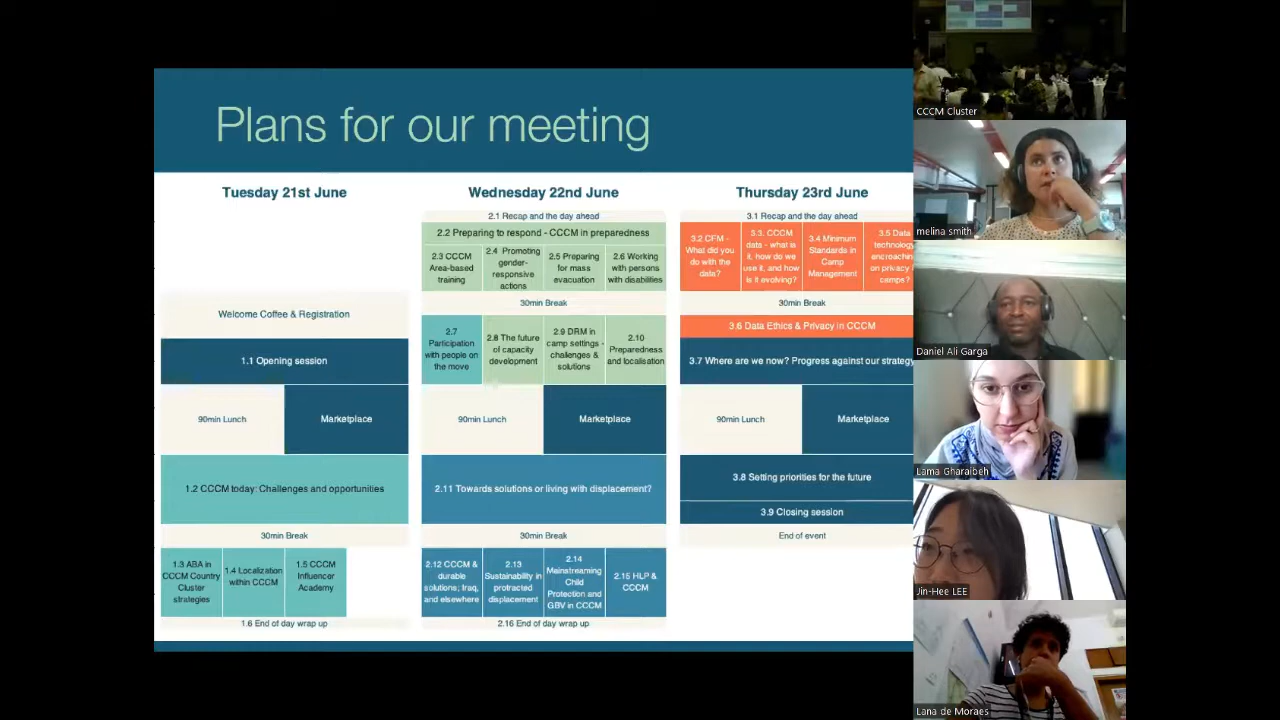 Plans for our meeting
Tuesday 21st June
Welcome Coffee & Registration
1.1 Opening session
90min Lunch
Marketplace
1.2 CCCM today: Challenges and opportunities
30min Break
1.3 ABA in
CCCM Country
Cluster
strategies
1.4 Localization
within CCCM
1.5 CCCM
Influencer
Academy
1.6 End of day wrap up
Wednesday 22nd June
2.1 Recap and the day ahead
2.2 Preparing to respond - CCCM in preparedness
2.3 CCCM
Area-based
training
2.4 Promoting
gender-
responsive
actions
2.5 Preparing
for mass
evacuation
2.6 Working
with persons
with disabilities
30min Break
2.7
Participation
with people on
the move
2.8 The future
of capacity
development
2.9 DRM in
camp settings -
challenges &
solutions
2.10
Preparedness
and localisation
90min Lunch
Marketplace
2.11 Towards solutions or living with displacement?
30min Break
2.12 CCCM &
durable
solutions; Iraq,
and elsewhere
2.13
Sustainability in
protracted
displacement
2.14
Mainstreaming
Child
Protection and
GBV in CCCM
2.15 HLP &
CCCM
2.16 End of day wrap up
Thursday 23rd June
3.1 Recap and the day ahead
3.2 CFM -
What did you
do with the
data?
3.3. CCCM
data - what is
it, how do we
use it, and how
is it evolving?
3.4 Minimum
Standards in
Camp
Management
3.5 Data
technology
encroaching
on privacy i
camps?
30min Break
3.6 Data Ethics & Privacy in CCCM
3.7 Where are we now? Progress against our strategy
90min Lunch
Marketplace
3.8 Setting priorities for the future
3.9 Closing session
End of event
CCCM Cluster
melina smith
Daniel Ali Garga
Lama Gharaibeh
Jin-Hee LEE
Lana de Moraes